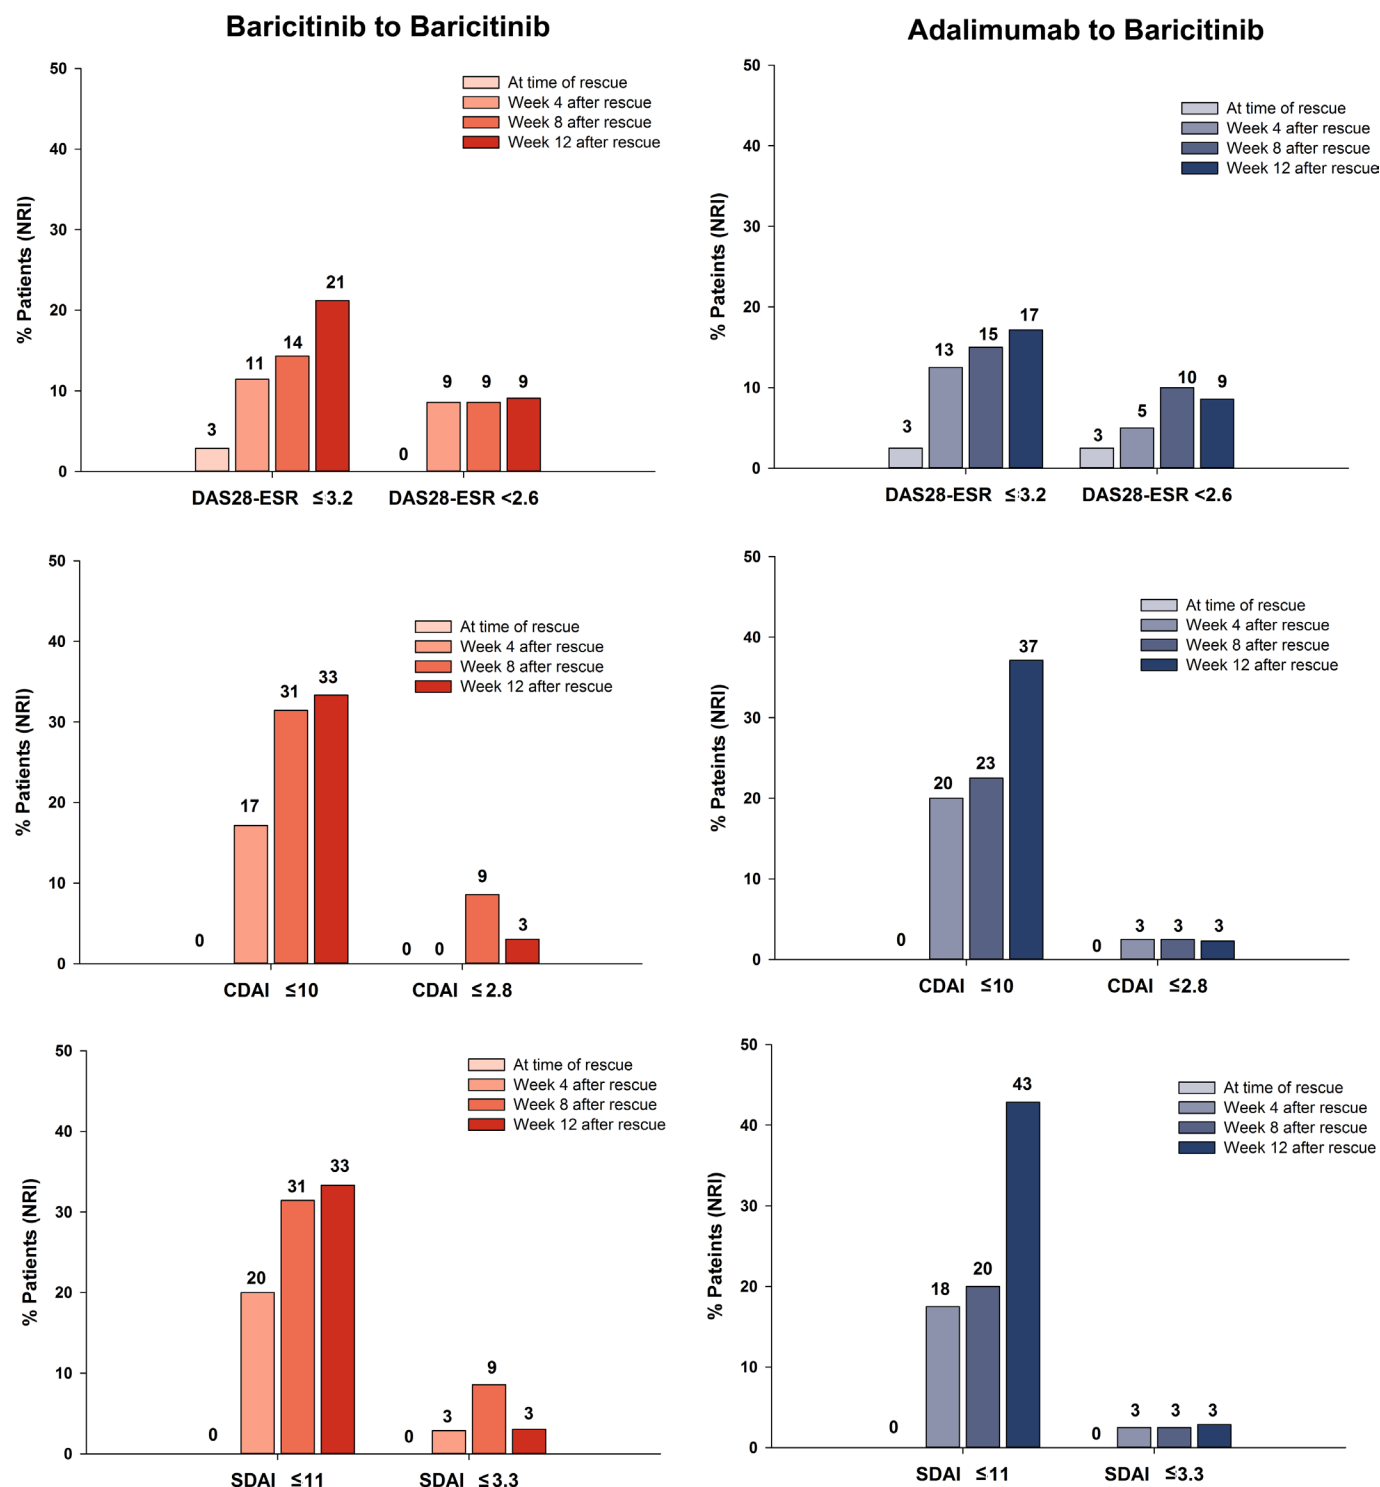 Baricitinib to Baricitinib
% Patients (NRI)
50
40
30
20
10
0
At time of rescue
Week 4 after rescue
Week 8 after rescue
Week 12 after rescue
3
11
14
21
0
9
9
9
DAS28-ESR ≤3.2
DAS28-ESR <2.6
Adalimumab to Baricitinib
% Pateints (NRI)
50
40
30
20
10
0
At time of rescue
Week 4 after rescue
Week 8 after rescue
Week 12 after rescue
3
13
15
17
3
5
10
9
DAS28-ESR ≤3.2
DAS28-ESR <2.6
% Patients (NRI)
50
40
30
20
10
0
At time of rescue
Week 4 after rescue
Week 8 after rescue
Week 12 after rescue
0
17
31
33
0
0
9
3
CDAI ≤10
CDAI ≤2.8
% Pateints (NRI)
50
40
30
20
10
0
At time of rescue
Week 4 after rescue
Week 8 after rescue
Week 12 after rescue
0
20
23
37
0
3
3
3
CDAI ≤10
CDAI ≤2.8
% Patients (NRI)
50
40
30
20
10
0
At time of rescue
Week 4 after rescue
Week 8 after rescue
Week 12 after rescue
0
20
31
33
0
3
9
3
SDAI ≤11
SDAI ≤3.3
% Pateints (NRI)
50
40
30
20
10
0
At time of rescue
Week 4 after rescue
Week 8 after rescue
Week 12 after rescue
0
18
20
43
0
3
3
3
SDAI ≤11
SDAI ≤3.3